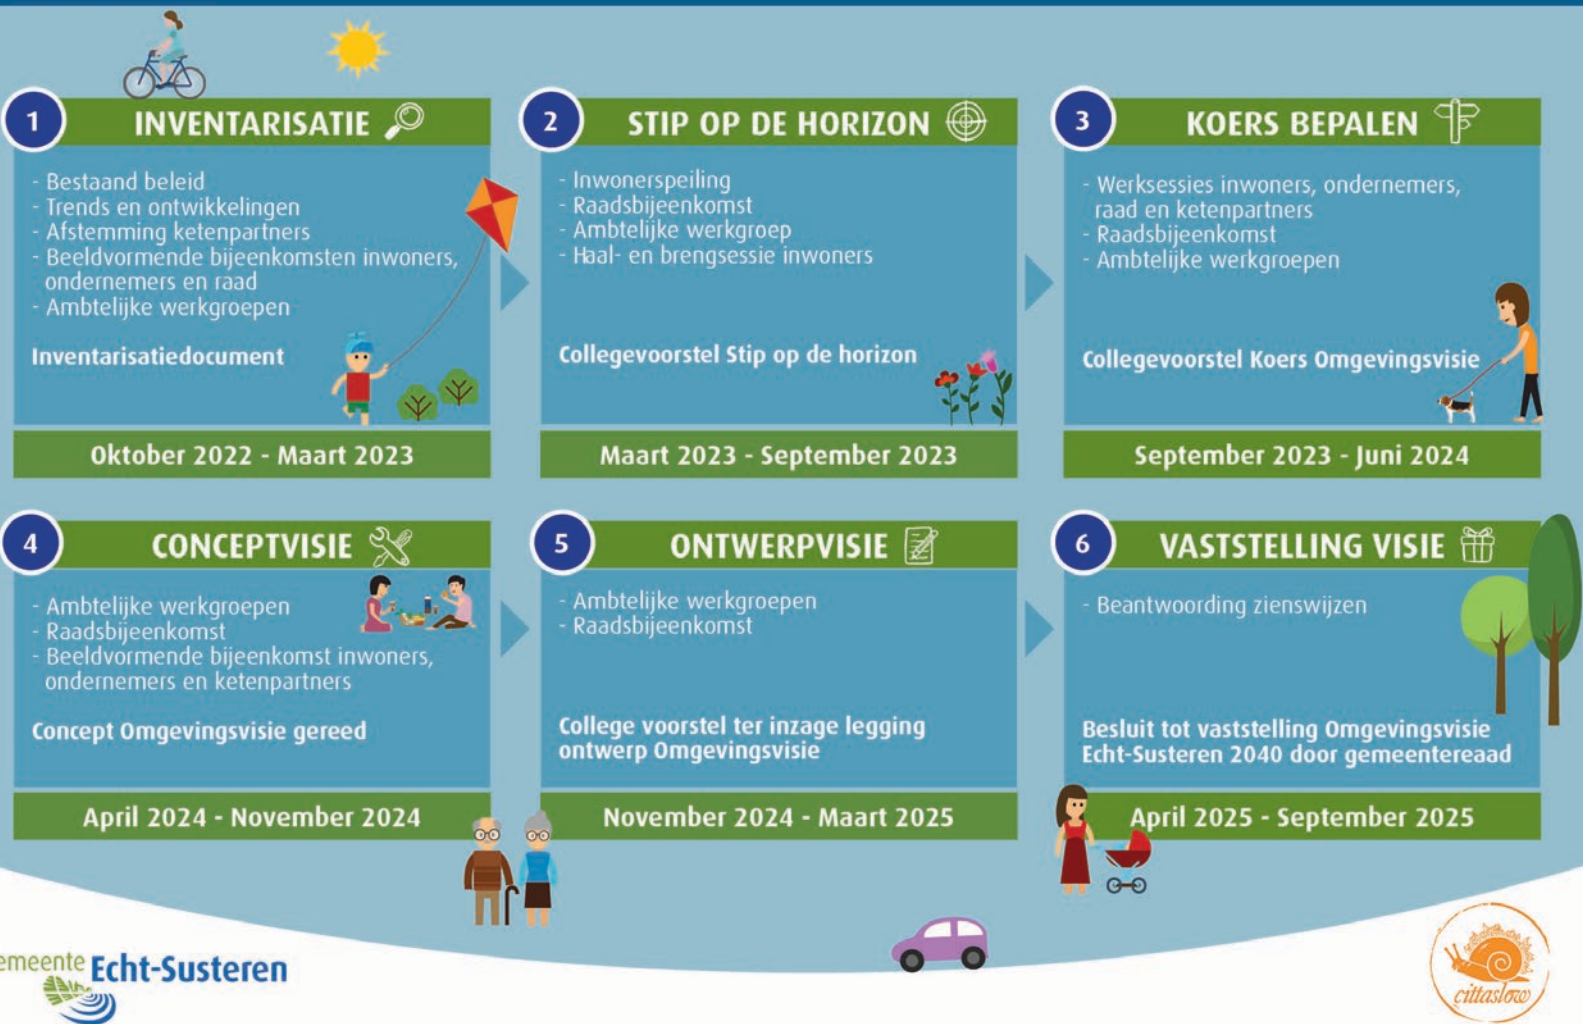 1 INVENTARISATIE
- Bestaand beleid
- Trends en ontwikkelingen
- Afstemming ketenpartners
- Beeldvormende bijeenkomsten inwoners,
ondernemers en raad
- Ambtelijke werkgroepen
Inventarisatiedocument
Oktober 2022 - Maart 2023
2 STIP OP DE HORIZON
- Inwonerspeiling
- Raadsbijeenkomst
- Ambtelijke werkgroep
- Haal- en brengsessie inwoners
Collegevoorstel Stip op de horizon
Maart 2023 - September 2023
3 KOERS BEPALEN
- Werksessies inwoners, ondernemers,
raad en ketenpartners
- Raadsbijeenkomst
- Ambtelijke werkgroepen
Collegevoorstel Koers Omgevingsvisie
September 2023 - Juni 2024
4 CONCEPTVISIE
- Ambtelijke werkgroepen
- Raadsbijeenkomst
- Beeldvormende bijeenkomst inwoners,
ondernemers en ketenpartners
Concept Omgevingsvisie gereed
April 2024 - November 2024
5 ONTWERPVISIE
- Ambtelijke werkgroepen
- Raadsbijeenkomst
College voorstel ter inzage legging
ontwerp Omgevingsvisie
November 2024 - Maart 2025
6 VASTSTELLING VISIE
- Beantwoording zienswijzen
Besluit tot vaststelling Omgevingsvisie
Echt-Susteren 2040 door gemeentereaad
April 2025 - September 2025
emeente Echt-Susteren
cittaslow